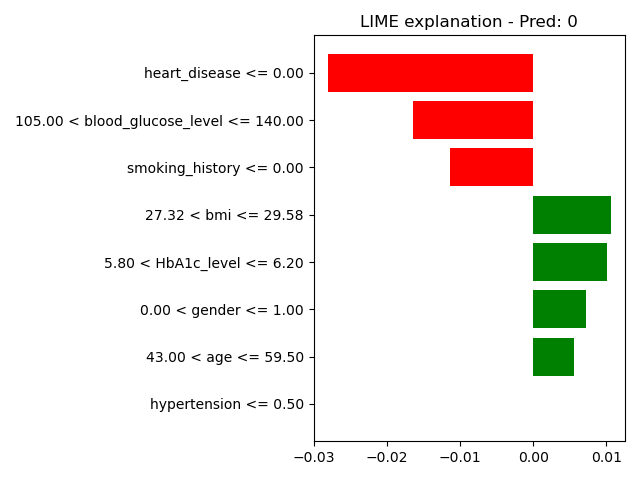 LIME explanation - Pred: 0
heart_disease <= 0.00
105.00 < blood_glucose_level <= 140.00
smoking_history <= 0.00
27.32 < bmi <= 29.58
5.80 < HbA1c_level <= 6.20
0.00 < gender <= 1.00
43.00 < age <= 59.50
hypertension <= 0.50
−0.03 −0.02 −0.01 0.00 0.01